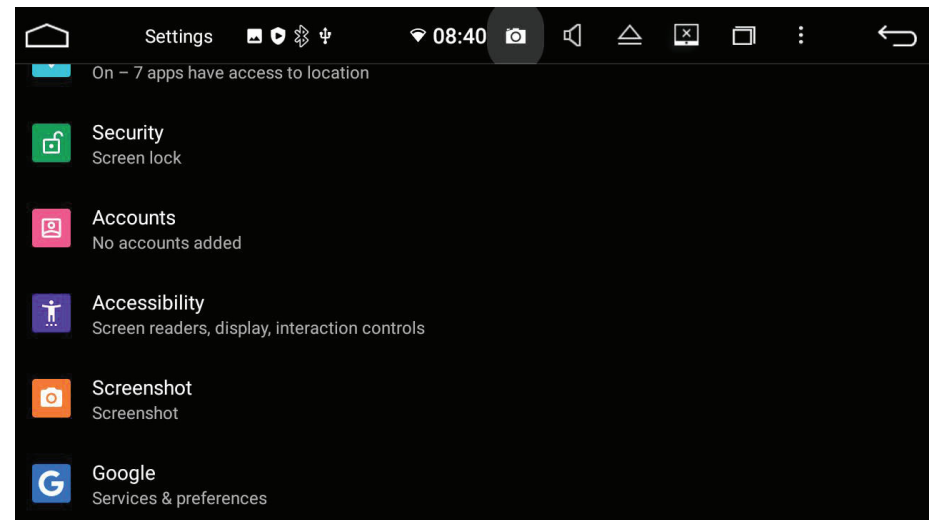 Settings 08:40
On – 7 apps have access to location
Security
Screen lock
Accounts
No accounts added
Accessibility
Screen readers, display, interaction controls
Screenshot
Screenshot
G
Google
Services & preferences